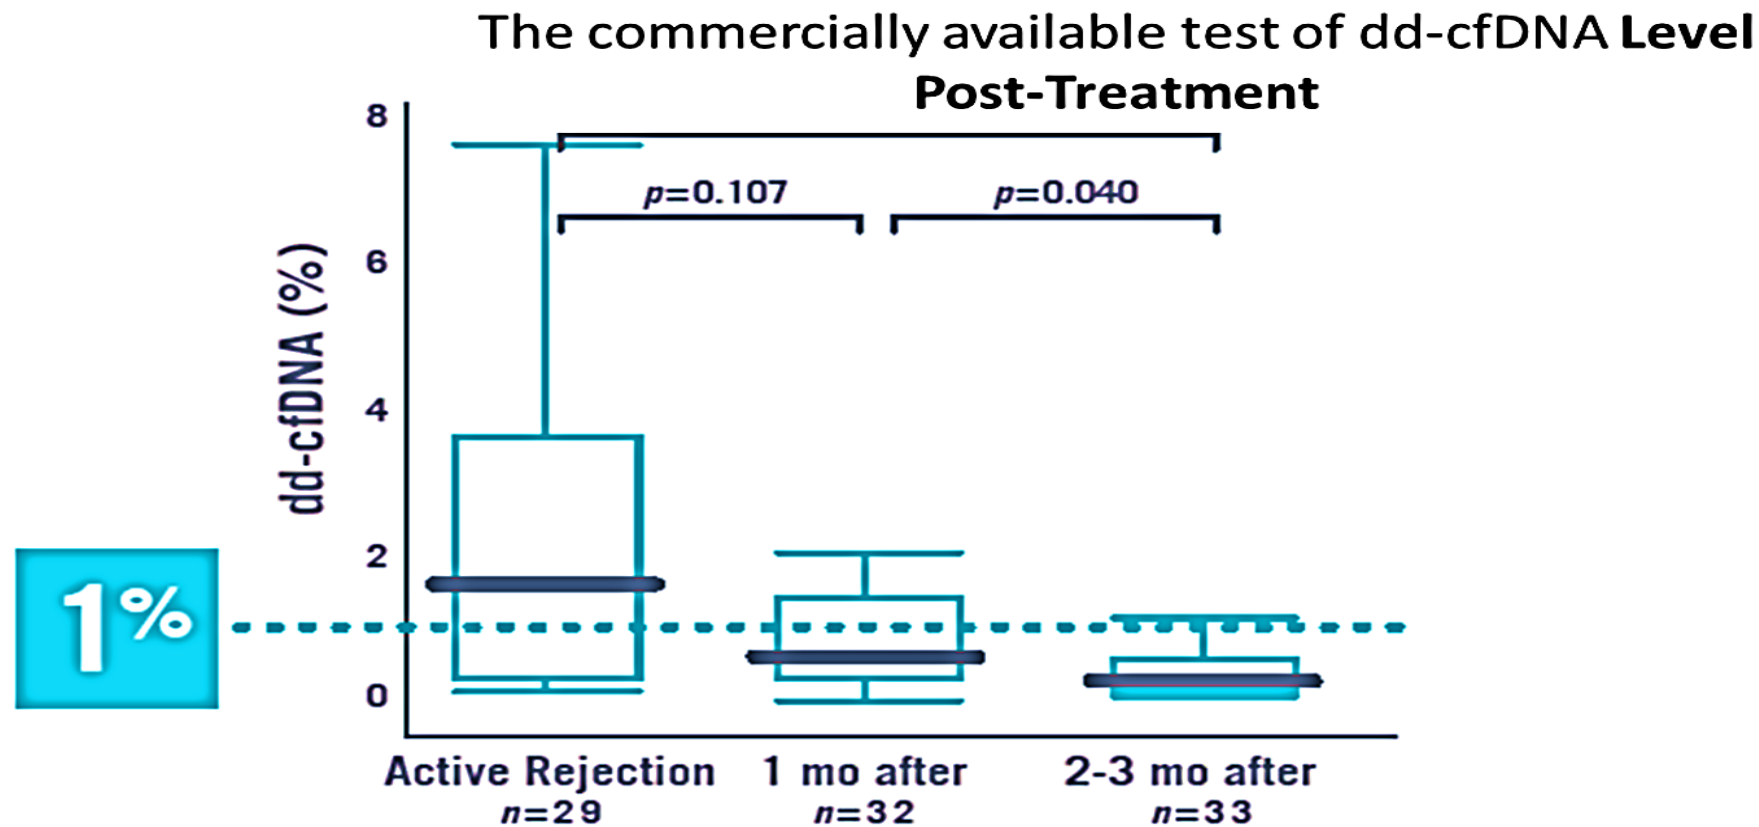 The commercially available test of dd-cfDNA Level
Post-Treatment
8
p=0.107 p=0.040
6
dd-cfDNA (%)
4
2
1%
0
Active Rejection 1 mo after 2-3 mo after
n=29 n=32 n=33